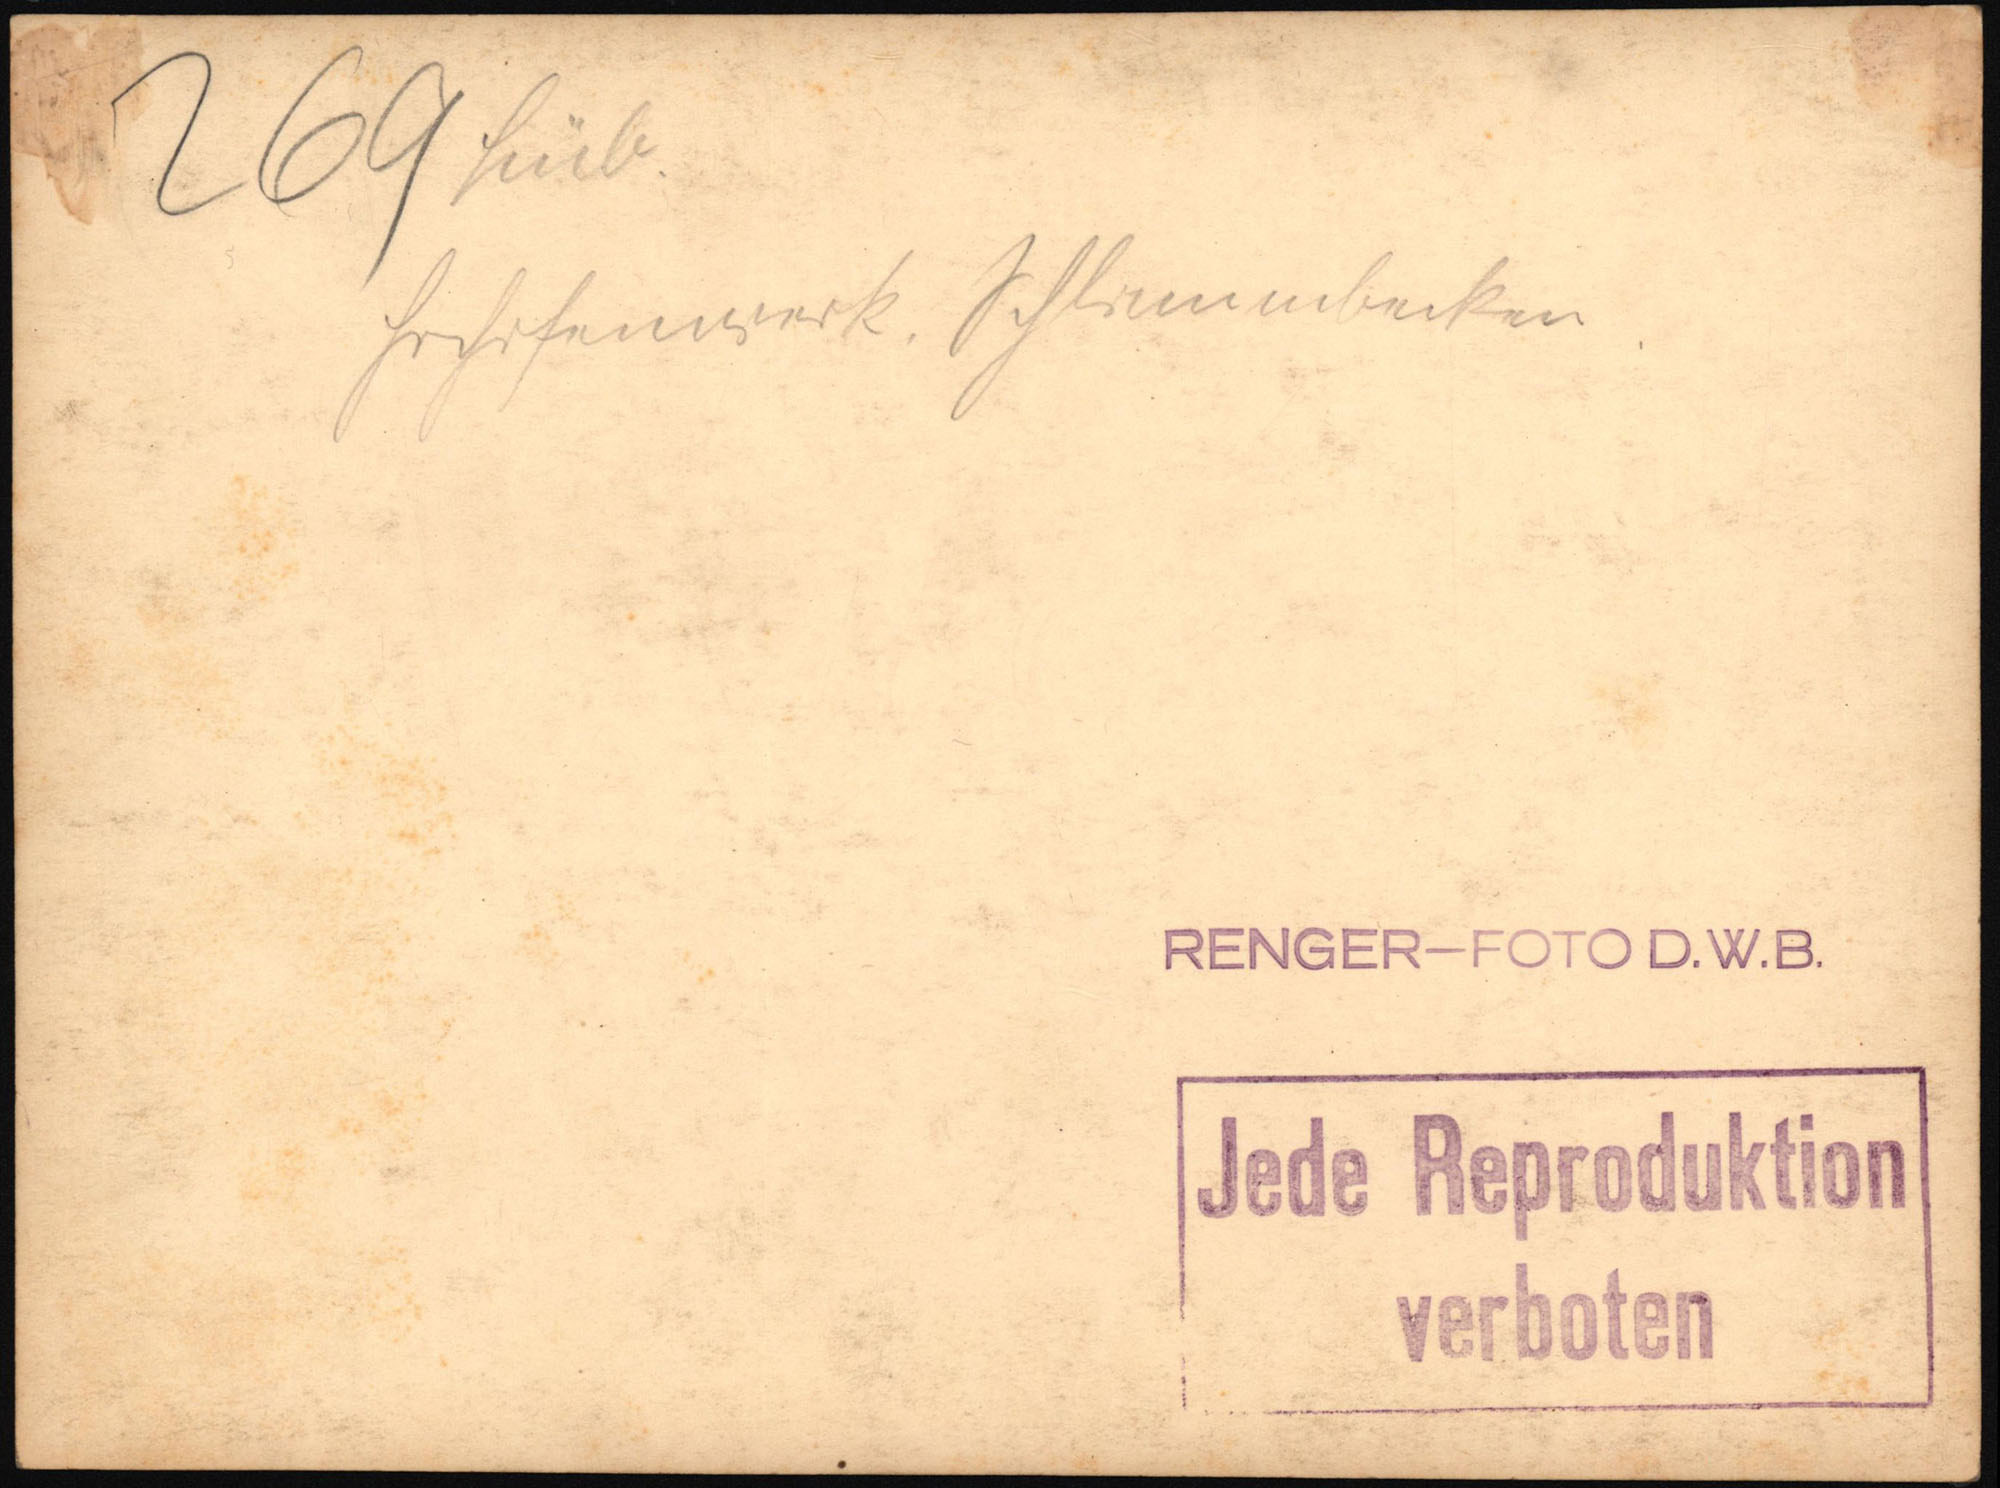 269 Lüb.
Hochofenwerk. Schlammbecken
RENGER-FOTO D.W.B.
Jede Reproduktion
verboten